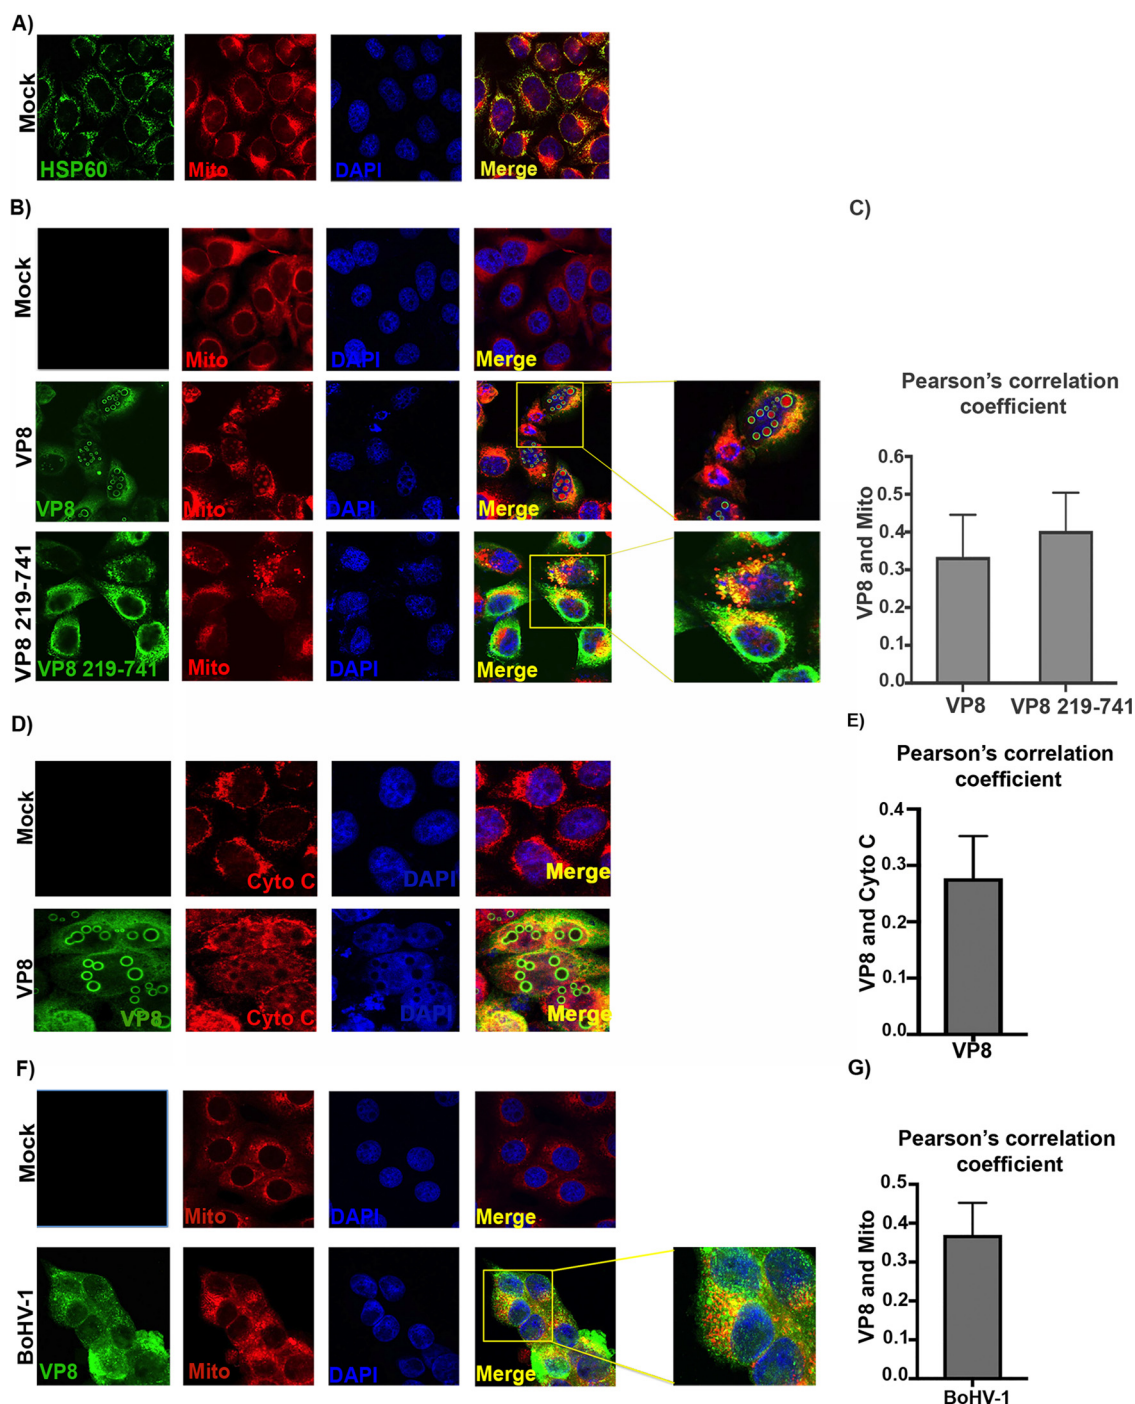 A)
Mock
HSP60
Mito
DAPI
Merge
B)
Mock
Mito
DAPI
Merge
VP8
VP8
Mito
DAPI
Merge
VP8 219-741
VP8 219-741
Mito
DAPI
Merge
C)
Pearson's correlation
coefficient
VP8 and Mito
0.6
0.5
0.4
0.3
0.2
0.1
0.0
VP8
VP8 219-741
D)
Mock
Cyto C
DAPI
Merge
VP8
VP8
Cyto C
DAPI
Merge
E)
Pearson's correlation
coefficient
VP8 and Cyto C
0.4
0.3
0.2
0.1
0.0
VP8
F)
Mock
Mito
DAPI
Merge
BoHV-1
VP8
Mito
DAPI
Merge
G)
Pearson's correlation
coefficient
VP8 and Mito
0.5
0.4
0.3
0.2
0.1
0.0
BoHV-1